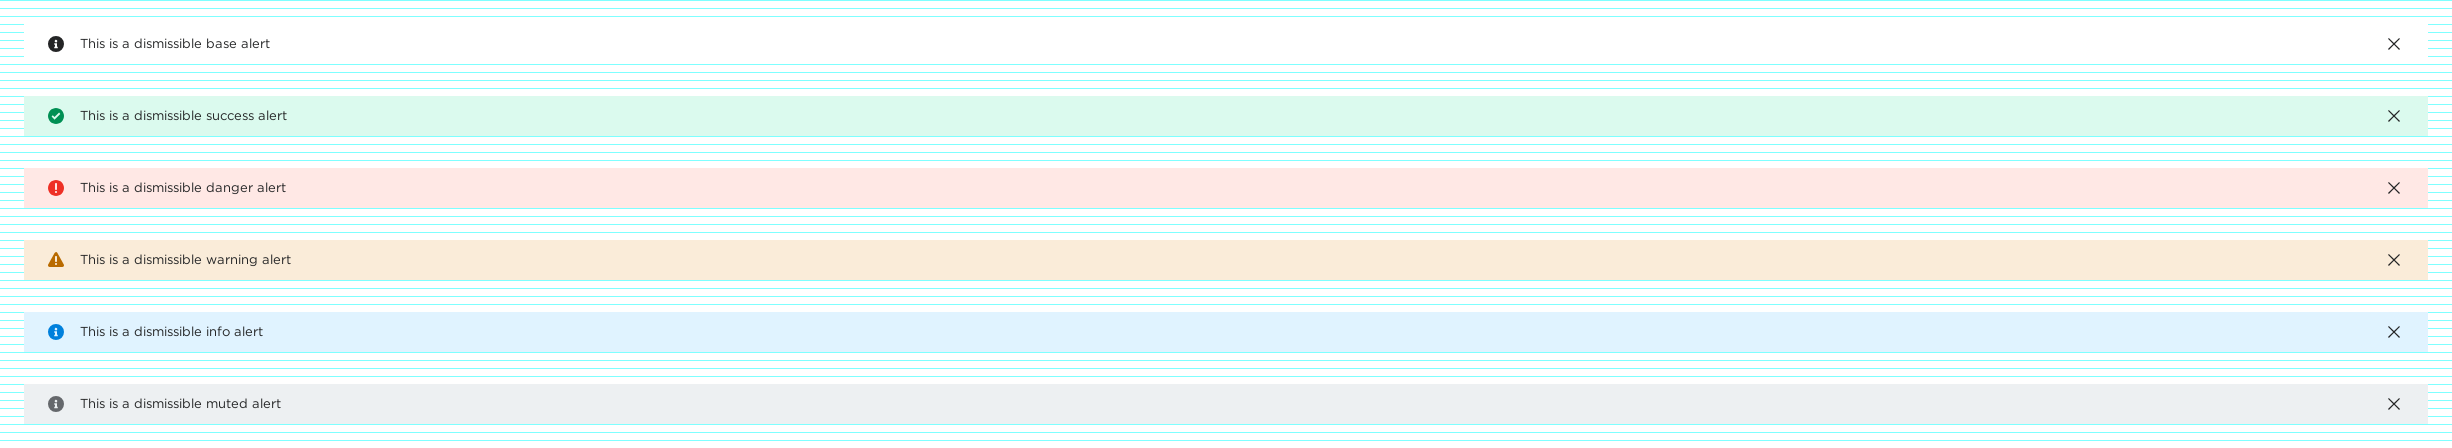 This is a dismissible base alert
This is a dismissible success alert
This is a dismissible danger alert
This is a dismissible warning alert
This is a dismissible info alert
This is a dismissible muted alert